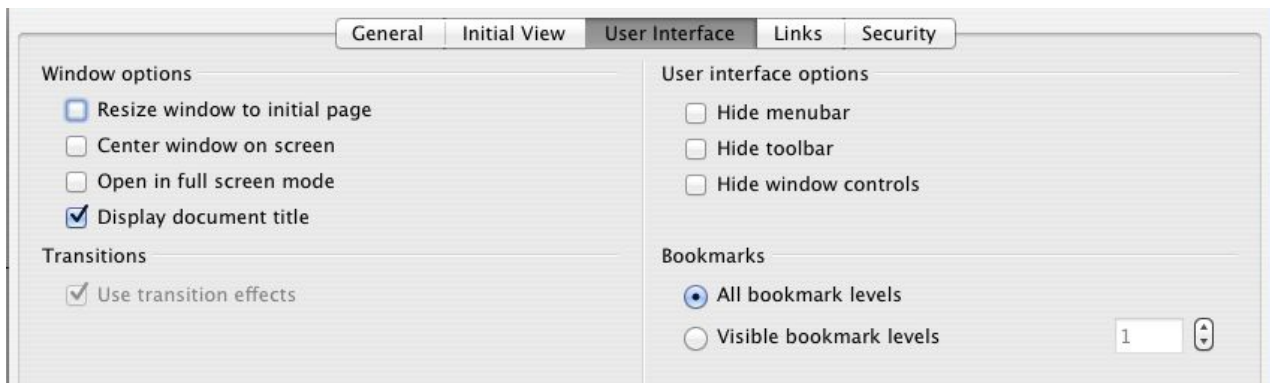 General
Initial View
User Interface
Links
Security
Window options
Resize window to initial page
Center window on screen
Open in full screen mode
Display document title
Transitions
Use transition effects
User interface options
Hide menubar
Hide toolbar
Hide window controls
Bookmarks
All bookmark levels
Visible bookmark levels
1